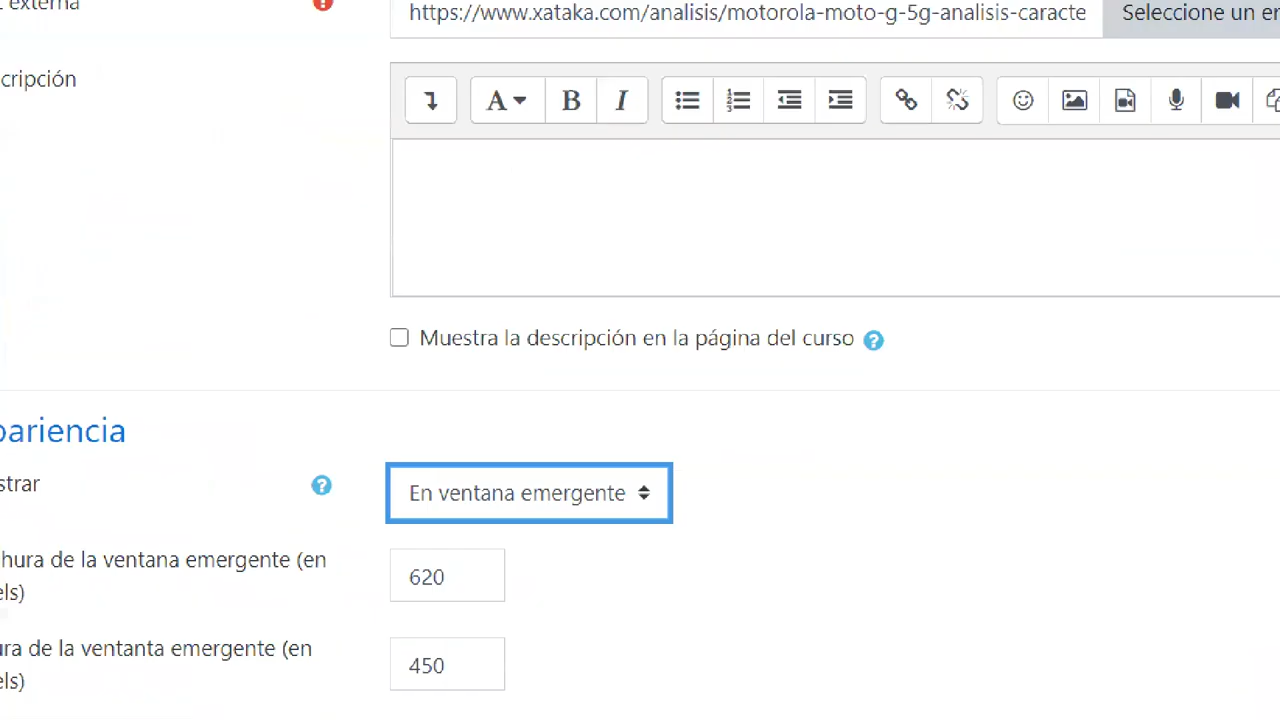 externa
https://www.xataka.com/analisis/motorola-moto-g-5g-analisis-caracte
Seleccione un
cripción
A B I
Muestra la descripción en la página del curso
pariencia
strar
En ventana emergente
hura de la ventana emergente (en
els)
620
ura de la ventanta emergente (en
els)
450